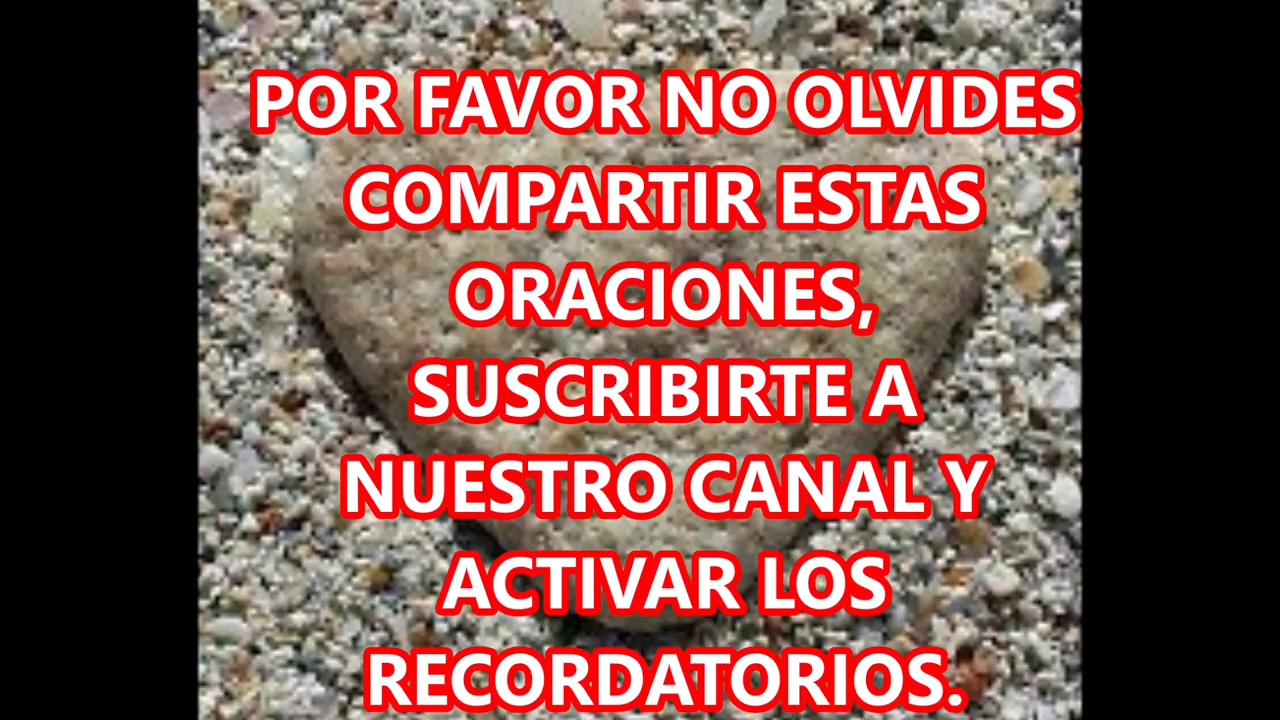 POR FAVOR NO OLVIDES
COMPARTIR ESTAS
ORACIONES,
SUSCRIBIRTE A
NUESTRO CANAL Y
ACTIVAR LOS
RECORDATORIOS.